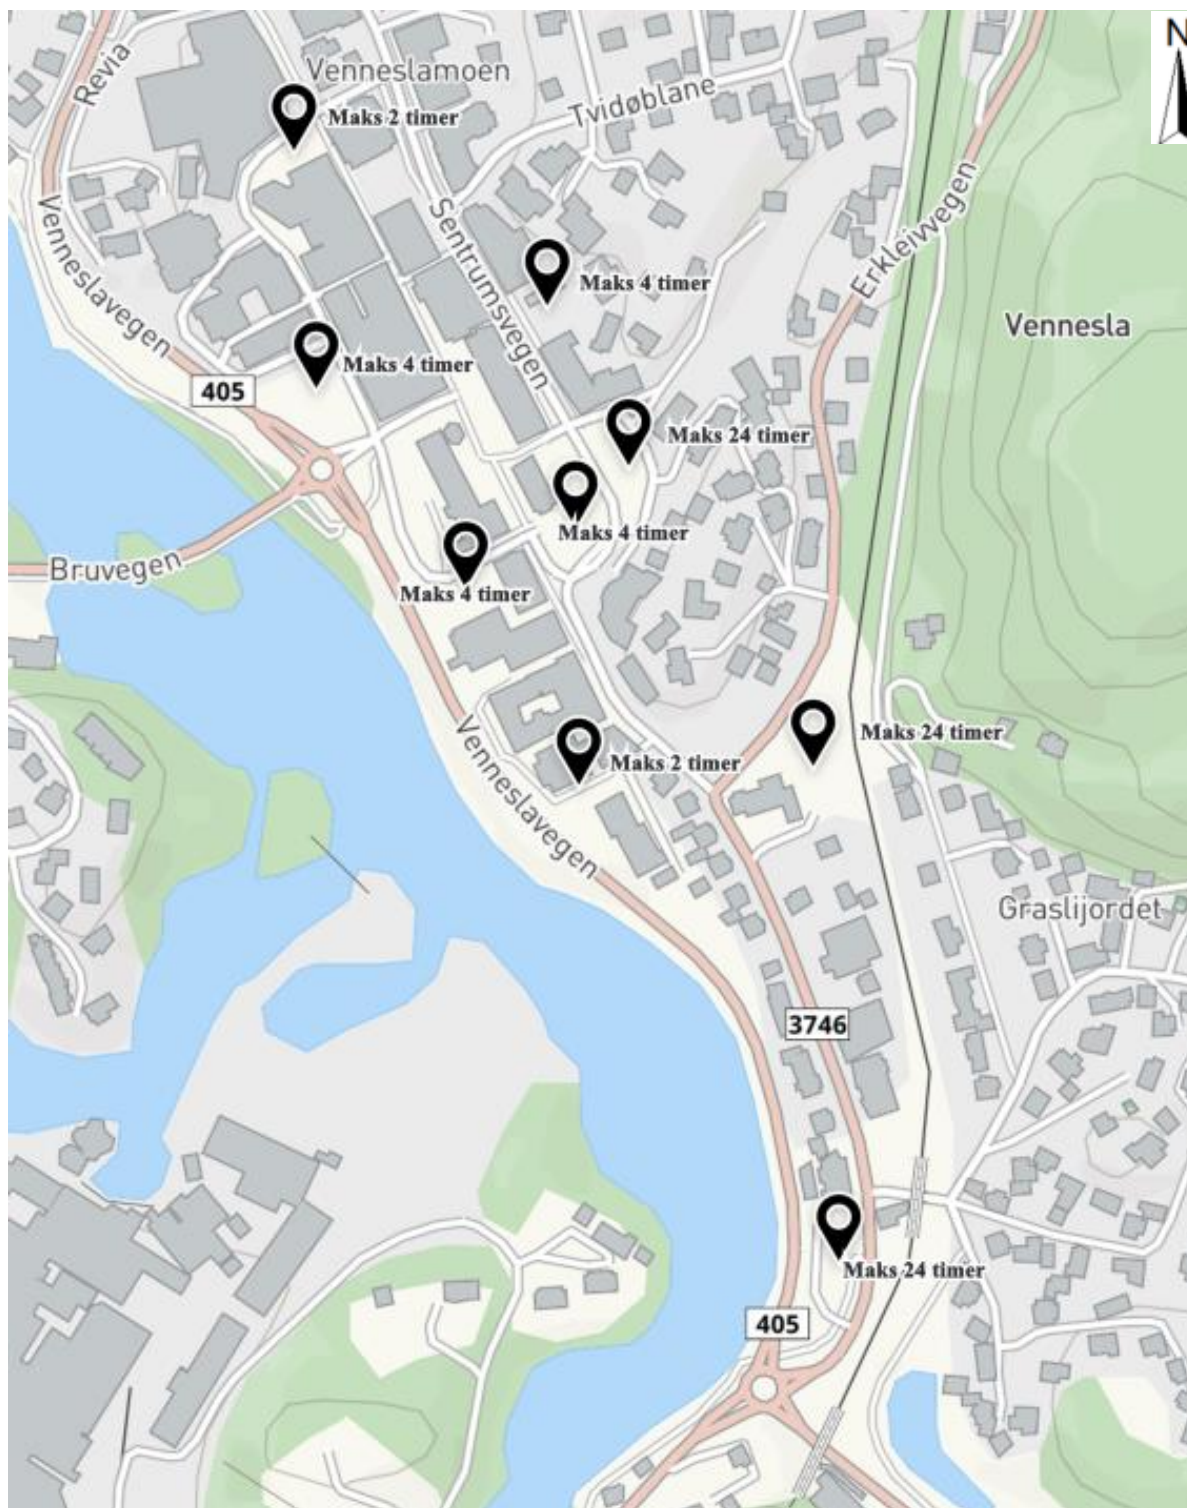 N
Revia
Venneslamoen
Maks 2 timer
Tvidøblane
Venneslavegen
Sentrumsvegen
Erkleivvegen
Maks 4 timer
Vennesla
Maks 4 timer
405
Maks 24 timer
Maks 4 timer
Bruvegen
Maks 4 timer
Maks 24 timer
Venneslavegen
Maks 2 timer
Graslijordet
3746
Maks 24 timer
405